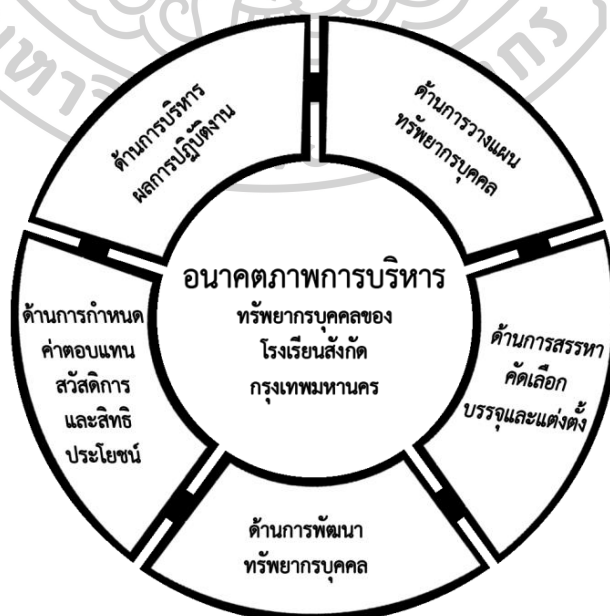 อนาคตภาพการบริหาร
ทรัพยากรบุคคลของ
โรงเรียนสังกัด
กรุงเทพมหานคร
ด้านการวางแผน
ทรัพยากรบุคคล
ด้านการสรรหา
คัดเลือก
บรรจุและแต่งตั้ง
ด้านการพัฒนา
ทรัพยากรบุคคล
ด้านการกำหนด
ค่าตอบแทน
สวัสดิการ
และสิทธิ
ประโยชน์
ด้านการบริหาร
ผลการปฏิบัติงาน